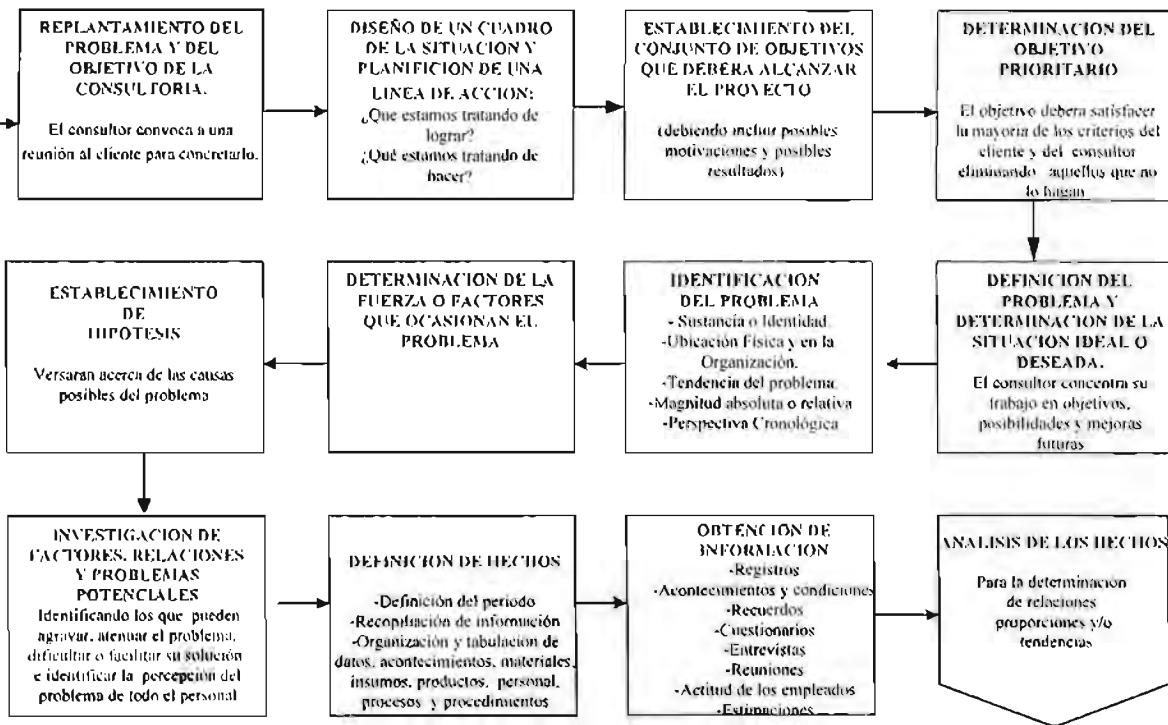 REPLANTAMIENTO DEL
PROBLEMA Y DEL
OBJETIVO DE LA
CONSULTORIA.
El consultor convoca a una
reunión al cliente para concretarlo.
DISEÑO DE UN CUADRO
DE LA SITUACION Y
PLANIFICION DE UNA
LINEA DE ACCION:
¿Que estamos tratando de
lograr?
¿Qué estamos tratando de
hacer?
ESTABLECIMIENTO DEL
CONJUNTO DE OBJETIVOS
QUE DEBERA ALCANZAR
EL PROYECTO
(debiendo incluir posibles
motivaciones y posibles
resultados)
DETERMINACION DEL
OBJETIVO
PRIORITARIO
El objetivo debera satisfacer
la mayoria de los criterios del
cliente y del consultor
eliminando aquellos que no
lo hagan
DEFINICION DEL
PROBLEMA Y
DETERMINACION DE LA
SITUACION IDEAL O
DESEADA.
El consultor concentra su
trabajo en objetivos,
posibilidades y mejoras
futuras
IDENTIFICACION
DEL PROBLEMA
- Sustancia o Identidad
-Ubicación Física y en la
Organización.
-Tendencia del problema
-Magnitud absoluta o relativa
-Perspectiva Cronológica
DETERMINACION DE LA
FUERZA O FACTORES
QUE OCASIONAN EL
PROBLEMA
ESTABLECIMIENTO
DE
HIPÓTESIS
Versaran acerca de las causas
posibles del problema
INVESTIGACION DE
FACTORES, RELACIONES
Y PROBLEMAS
POTENCIALES
Identificando los que pueden
agravar, atenuar el problema,
dificultar o facilitar su solución
e identificar la percepción del
problema de todo el personal
DEFINICION DE HECHOS
-Definición del periodo
-Recopilación de información
-Organización y tabulación de
datos, acontecimientos, materiales,
insumos, productos, personal,
procesos y procedimientos
OBTENCIÓN DE
INFORMACION
-Registros
-Acontecimientos y condiciones
-Recuerdos
-Cuestionarios
-Entrevistas
-Reuniones
-Actitud de los empleados
-Estimaciones
ANALISIS DE LOS HECHOS
Para la determinación
de relaciones
proporciones y/o
tendencias